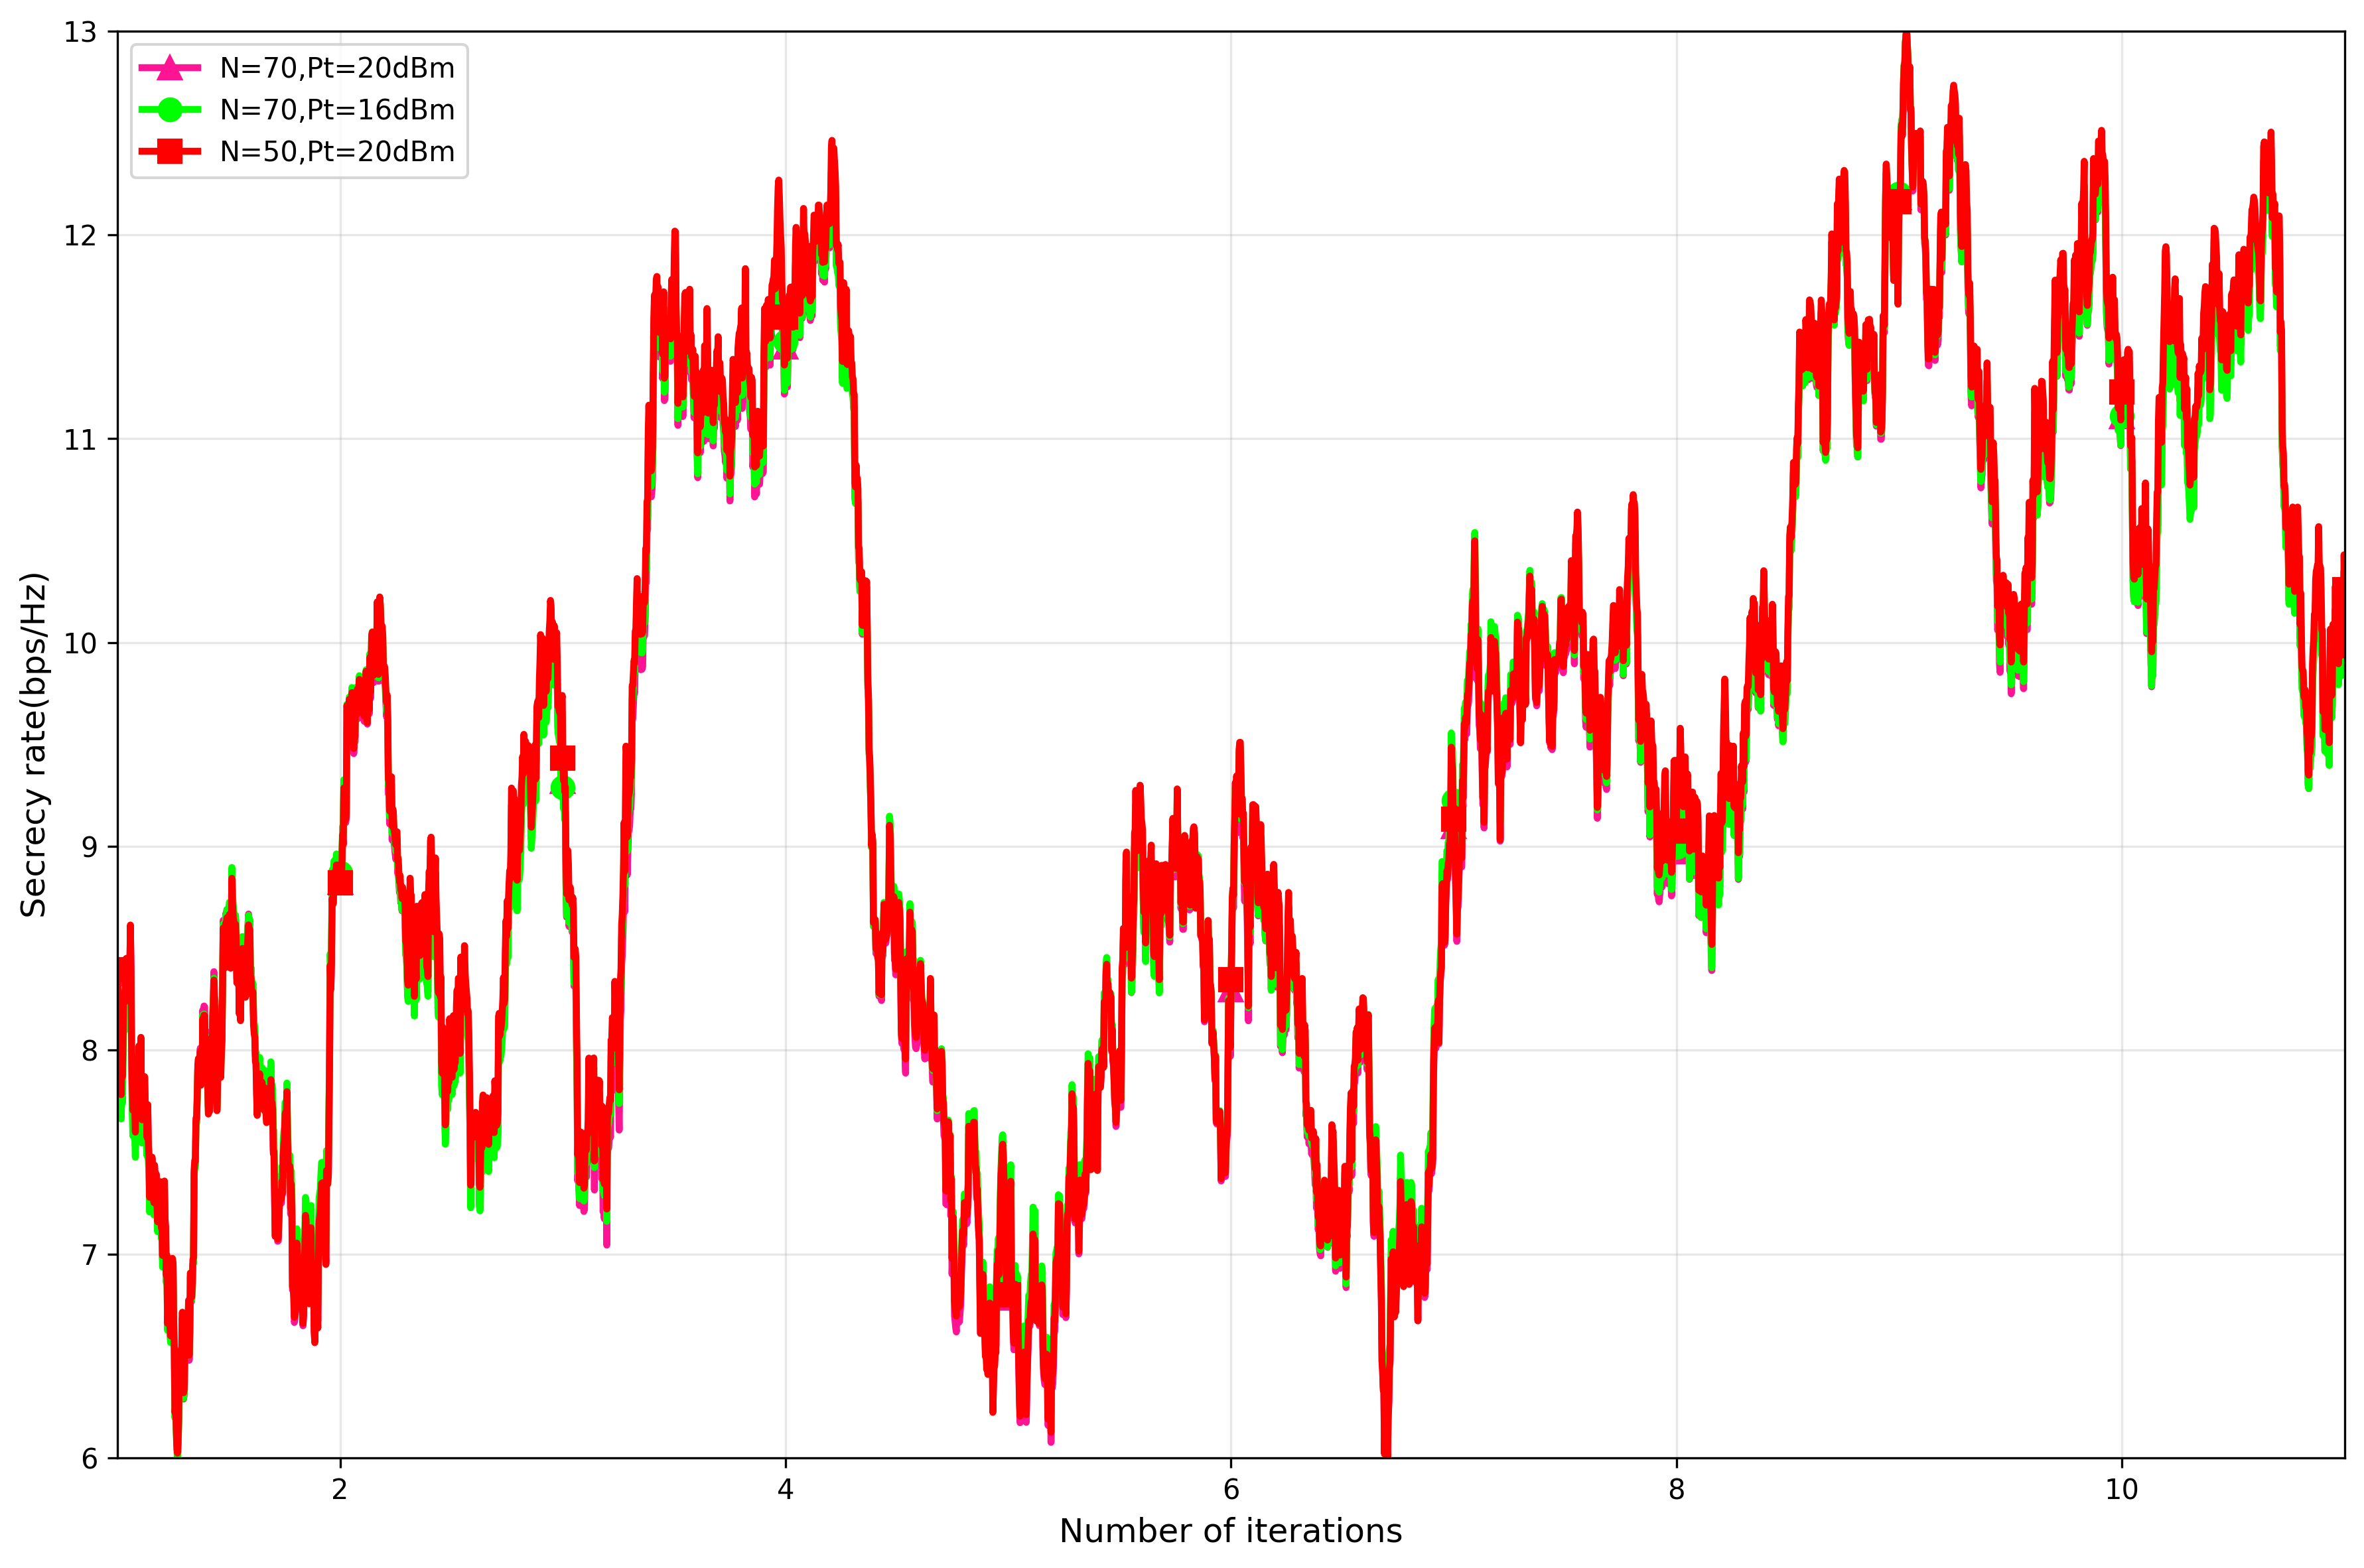 N=70,Pt=20dBm
N=70,Pt=16dBm
N=50,Pt=20dBm
13
12
11
10
9
8
7
6
Secrecy rate(bps/Hz)
2
4
6
8
10
Number of iterations